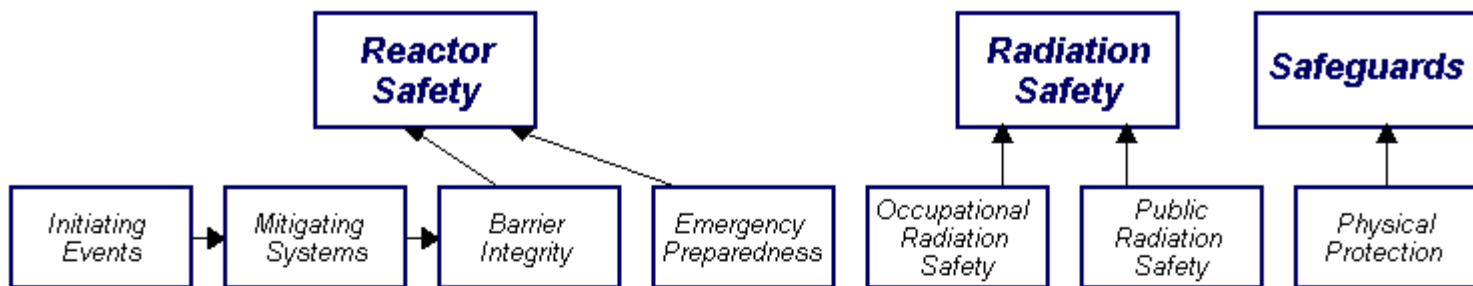 Reactor
Safety
Radiation
Safety
Safeguards
Initiating
Events
Mitigating
Systems
Barrier
Integrity
Emergency
Preparedness
Occupational
Radiation
Safety
Public
Radiation
Safety
Physical
Protection